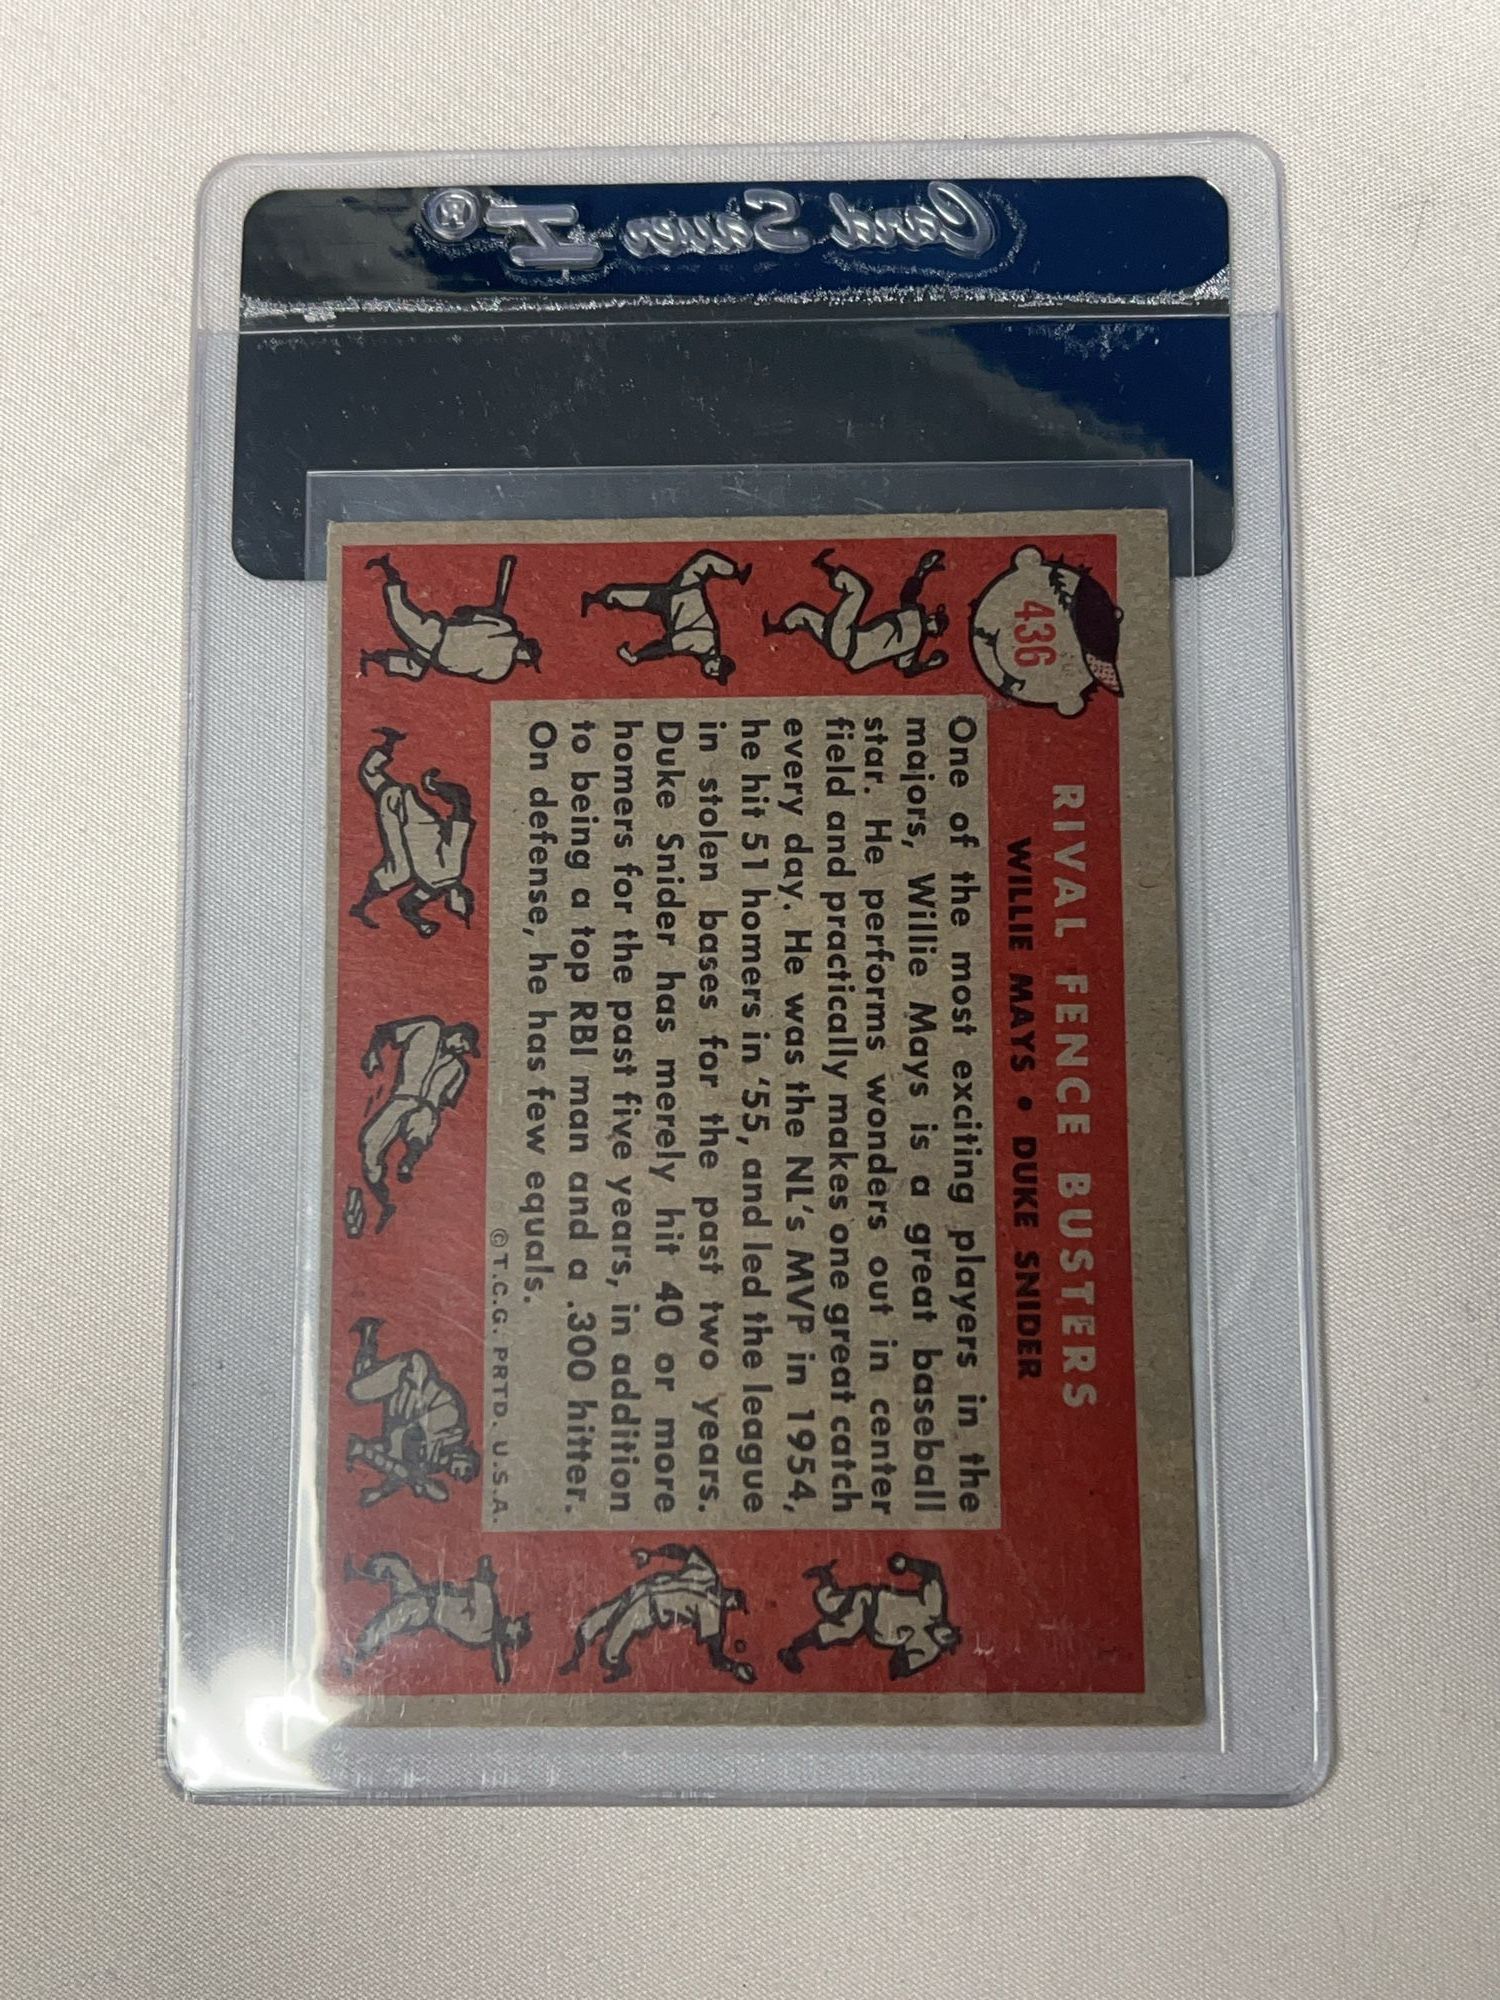 Card Saver I®
436
RIVAL FENCE BUSTERS
WILLIE MAYS • DUKE SNIDER
One of the most exciting players in the
majors, Willie Mays is a great baseball
star. He performs wonders out in center
field and practically makes one great catch
every day. He was the NL's MVP in 1954,
he hit 51 homers in '55, and led the league
in stolen bases for the past two years.
Duke Snider has merely hit 40 or more
homers for the past five years, in addition
to being a top RBI man and a .300 hitter.
On defense, he has few equals.
© T.C.G. PRTD. U.S.A.